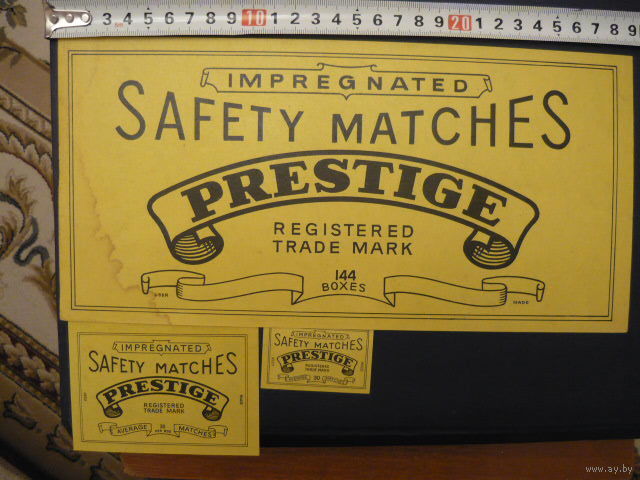 3 4 5 6 7 8 9 10 1 2 3 4 5 6 7 8 9 20 1 2 3 4 5 6 7 8 9
IMPREGNATED
SAFETY MATCHES
PRESTIGE
REGISTERED
TRADE MARK
144
BOXES
MADE
IMPREGNATED
SAFETY MATCHES
PRESTIGE
REGISTERED
TRADE MARK
AVERAGE 30 MATCHES
IMPREGNATED
SAFETY MATCHES
PRESTIGE
REGISTERED
TRADE MARK
30
www.ay.by